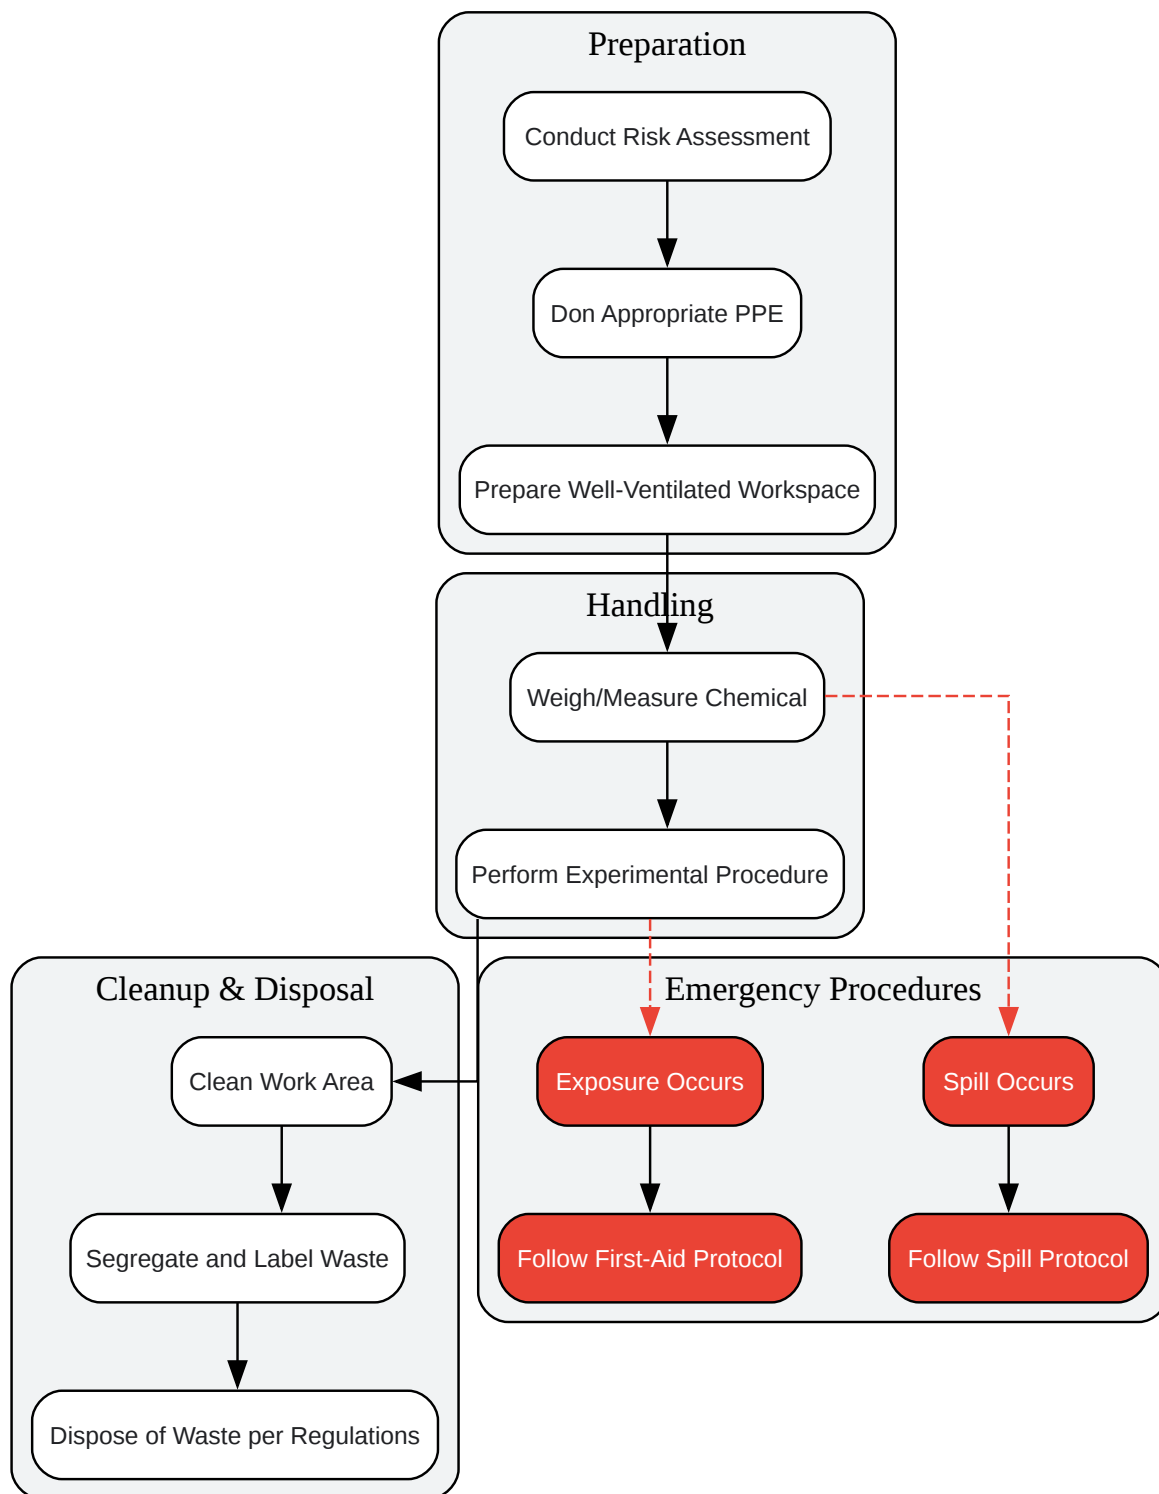 Preparation
Conduct Risk Assessment
Don Appropriate PPE
Prepare Well-Ventilated Workspace
Handling
Weigh/Measure Chemical
Perform Experimental Procedure
Cleanup & Disposal
Clean Work Area
Segregate and Label Waste
Dispose of Waste per Regulations
Emergency Procedures
Exposure Occurs
Spill Occurs
Follow First-Aid Protocol
Follow Spill Protocol